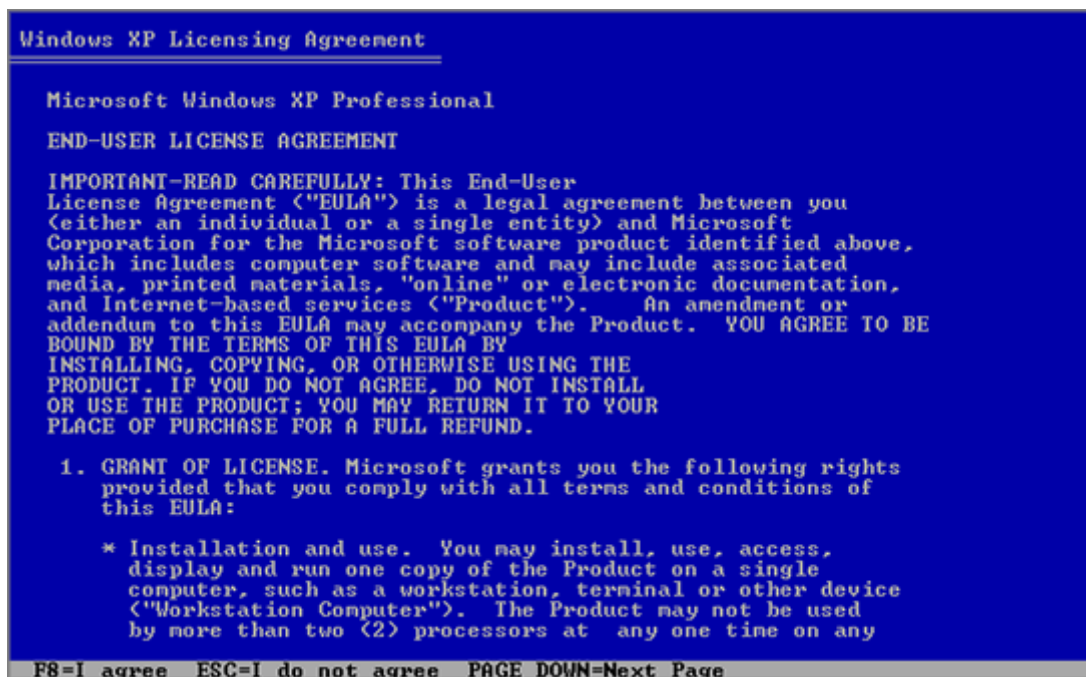 Windows XP Licensing Agreement
Microsoft Windows XP Professional
END-USER LICENSE AGREEMENT
IMPORTANT-READ CAREFULLY: This End-User
License Agreement ("EULA") is a legal agreement between you
(either an individual or a single entity) and Microsoft
Corporation for the Microsoft software product identified above,
which includes computer software and may include associated
media, printed materials, "online" or electronic documentation,
and Internet-based services ("Product").   An amendment or
addendum to this EULA may accompany the Product.  YOU AGREE TO BE
BOUND BY THE TERMS OF THIS EULA BY
INSTALLING, COPYING, OR OTHERWISE USING THE
PRODUCT. IF YOU DO NOT AGREE, DO NOT INSTALL
OR USE THE PRODUCT; YOU MAY RETURN IT TO YOUR
PLACE OF PURCHASE FOR A FULL REFUND.
1. GRANT OF LICENSE. Microsoft grants you the following rights
provided that you comply with all terms and conditions of
this EULA:
* Installation and use.  You may install, use, access,
display and run one copy of the Product on a single
computer, such as a workstation, terminal or other device
("Workstation Computer").  The Product may not be used
by more than two (2) processors at  any one time on any
F8=I agree  ESC=I do not agree  PAGE DOWN=Next Page